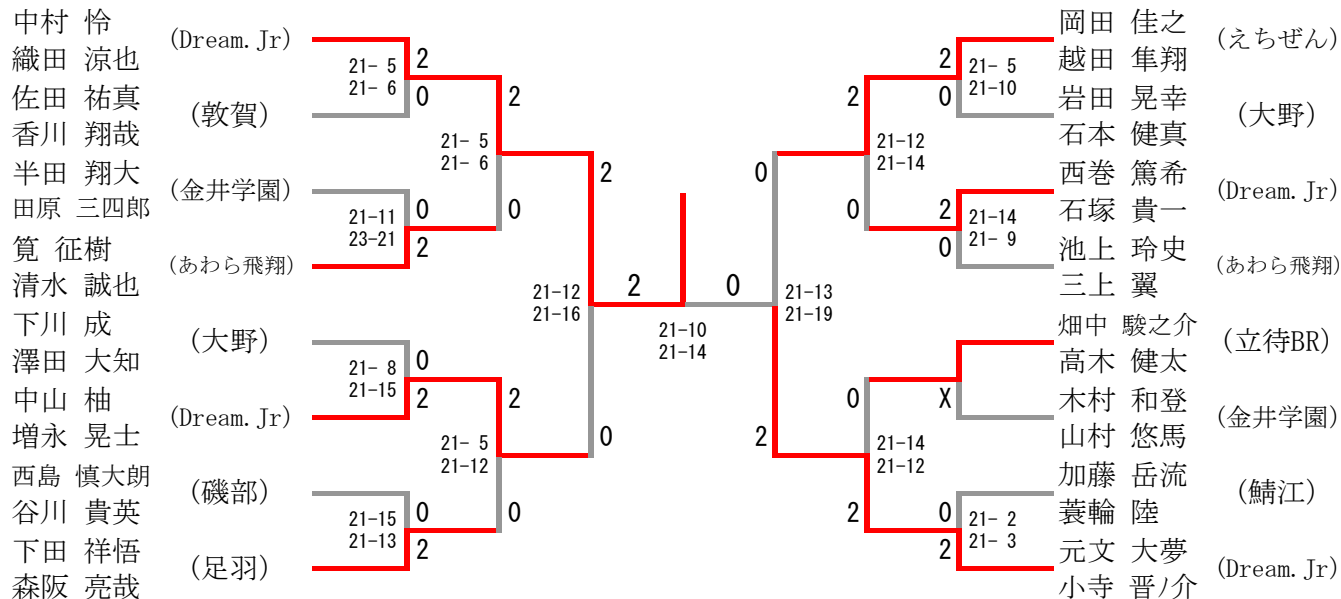 中村 怜
織田 涼也
(Dream.Jr)
佐田 祐真
香川 翔哉
(敦賀)
半田 翔大
田原 三四郎
(金井学園)
筧 征樹
清水 誠也
(あわら飛翔)
下川 成
澤田 大知
(大野)
中山 柚
増永 晃士
(Dream.Jr)
西島 慎大朗
谷川 貴英
(磯部)
下田 祥悟
森阪 亮哉
(足羽)
2
21- 5
21- 6
0
0
21-11
23-21
2
0
21- 8
21-15
2
0
21-15
21-13
2
2
21- 5
21- 6
0
2
21- 5
21-12
0
2
21-12
21-16
0
2
0
21-10
21-14
0
21-13
21-19
2
2
21-12
21-14
0
0
21-14
21-12
2
2
21- 5
21-10
0
2
21-14
21- 9
0
X
0
21- 2
21- 3
2
岡田 佳之
越田 隼翔
(えちぜん)
岩田 晃幸
石本 健真
(大野)
西巻 篤希
石塚 貴一
(Dream.Jr)
池上 玲史
三上 翼
(あわら飛翔)
畑中 駿之介
高木 健太
(立待BR)
木村 和登
山村 悠馬
(金井学園)
加藤 岳流
蓑輪 陸
(鯖江)
元文 大夢
小寺 晋ノ介
(Dream.Jr)